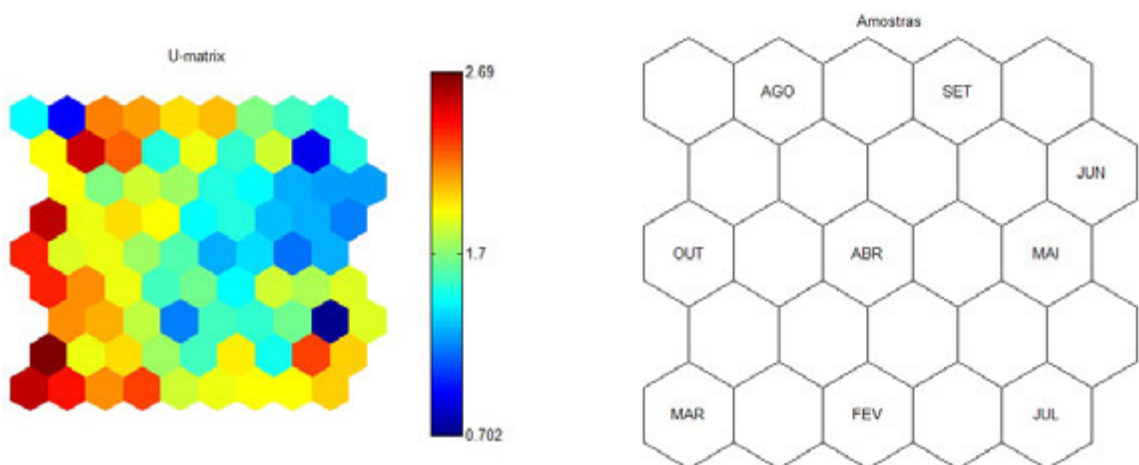 U-matrix
2.69
1.7
0.702
Amostras
AGO
SET
JUN
OUT
ABR
MAI
MAR
FEV
JUL